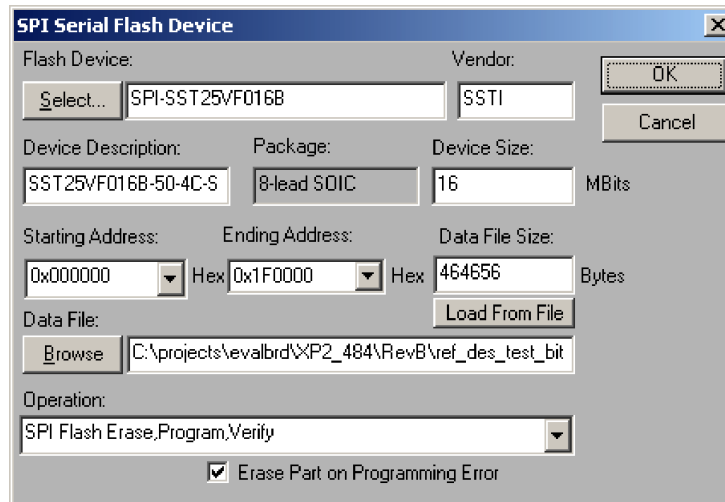 SPI Serial Flash Device
Flash Device: Vendor:
Select... SPI-SST25VF016B SSTI OK
Cancel
Device Description: Package: Device Size:
SST25VF016B-50-4C-S 8-lead SOIC 16 MBits
Starting Address: Ending Address: Data File Size:
0x000000 Hex 0x1F0000 Hex 464656 Bytes
Data File: Load From File
Browse C:\projects\evalbrd\XP2_484\RevB\ref_des_test_bit
Operation:
SPI Flash Erase,Program,Verify
Erase Part on Programming Error